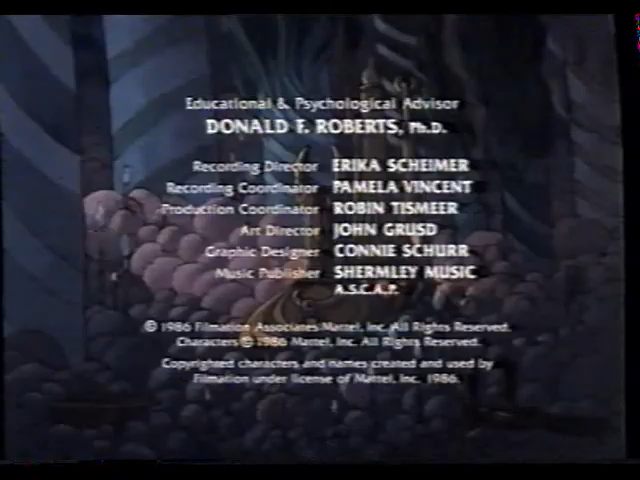 Educational & Psychological Advisor
DONALD F. ROBERTS, Ph.D.
Recording Director ERIKA SCHEIMER
Recording Coordinator PAMELA VINCENT
Production Coordinator ROBIN TISMEER
Art Director JOHN GRUSD
Graphic Designer CONNIE SCHURR
Music Publisher SHERMLEY MUSIC
A.S.C.A.P.
© 1986 Filmation Associates/Mattel, Inc. All Rights Reserved.
Characters © 1986 Mattel, Inc. All Rights Reserved.
Copyrighted characters and names created and used by
Filmation under license of Mattel, Inc. 1986.